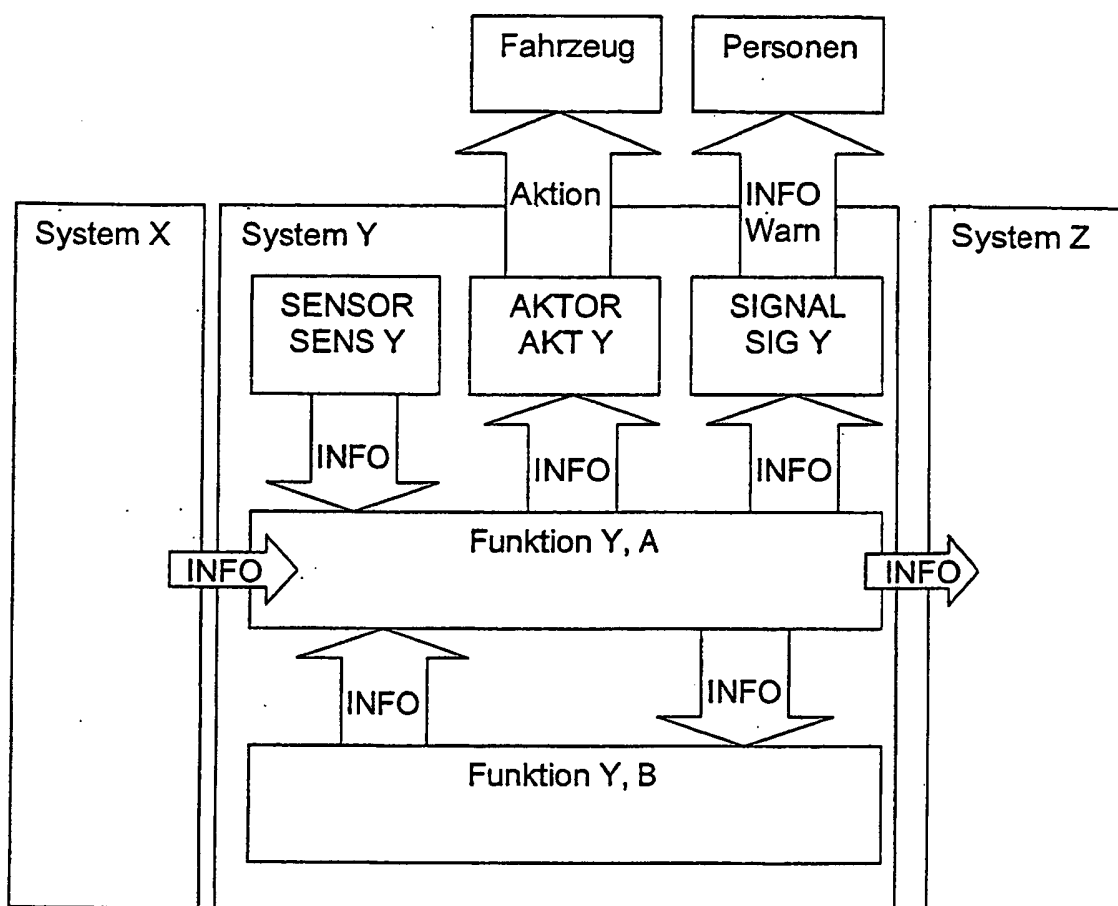 Fahrzeug
Personen
Aktion
INFO
Warn
System X
System Y
System Z
SENSOR
SENS Y
AKTOR
AKT Y
SIGNAL
SIG Y
INFO
INFO
INFO
Funktion Y, A
INFO
INFO
INFO
INFO
Funktion Y, B